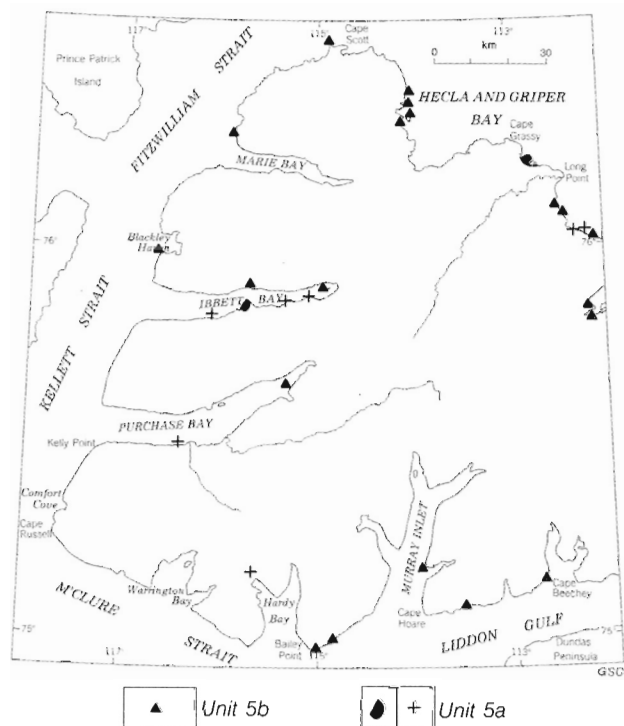 117°
115°
113°
Cape
Scott
0
30
km
Prince Patrick
Island
FITZWILLIAM STRAIT
HECLA AND GRIPER
BAY
Cape
Grassy
MARIE BAY
Long
Point
76°
76°
Blackley
Haven
IBBETT BAY
KELLETT STRAIT
PURCHASE BAY
Kelly Point
Comfort
Cove
Cape
Russell
MURRAY INLET
Warrington
Bay
Hardy
Bay
Cape
Beechey
M'CLURE STRAIT
Cape
Hoare
Bailey
Point
LIDDON GULF
75°
75°
Dundas
Peninsula
117°
115°
113°
GSC
Unit 5b
Unit 5a